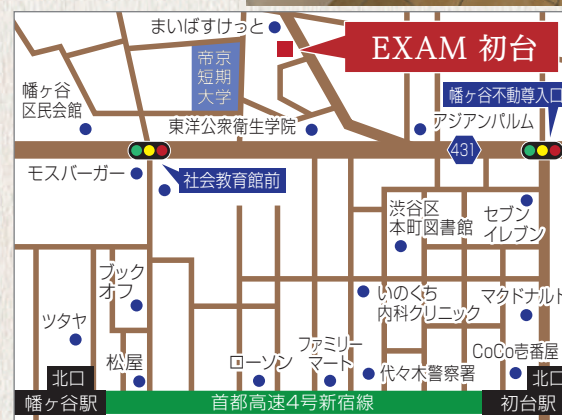 まいばすけっと
EXAM 初台
帝京
短期
大学
幡ヶ谷
区民会館
幡ヶ谷不動尊入口
東洋公衆衛生学院
アジアンパルム
431
モスバーガー
社会教育館前
渋谷区
本町図書館
セブン
イレブン
ブック
オフ
いのくち
内科クリニック
マクドナルド
ツタヤ
ファミリー
マート
松屋
ローソン
代々木警察署
CoCo壱番屋
北口
幡ヶ谷駅
首都高速4号新宿線
北口
初台駅